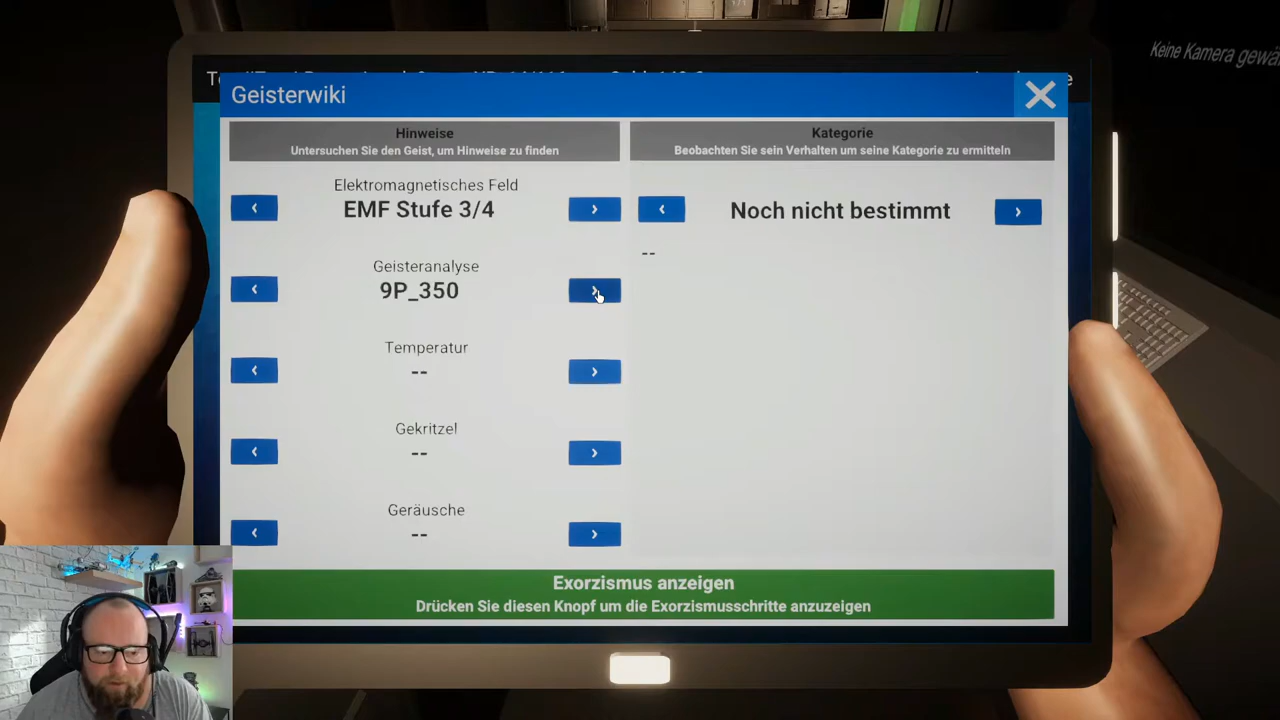 Keine Kamera
Geisterwiki
Hinweise
Untersuchen Sie den Geist, um Hinweise zu finden
Kategorie
Beobachten Sie sein Verhalten um seine Kategorie zu ermitteln
Elektromagnetisches Feld
EMF Stufe 3/4
Noch nicht bestimmt
--
Geisteranalyse
9P_350
Temperatur
--
Gekritzel
--
Geräusche
--
Exorzismus anzeigen
Drücken Sie diesen Knopf um die Exorzismusschritte anzuzeigen